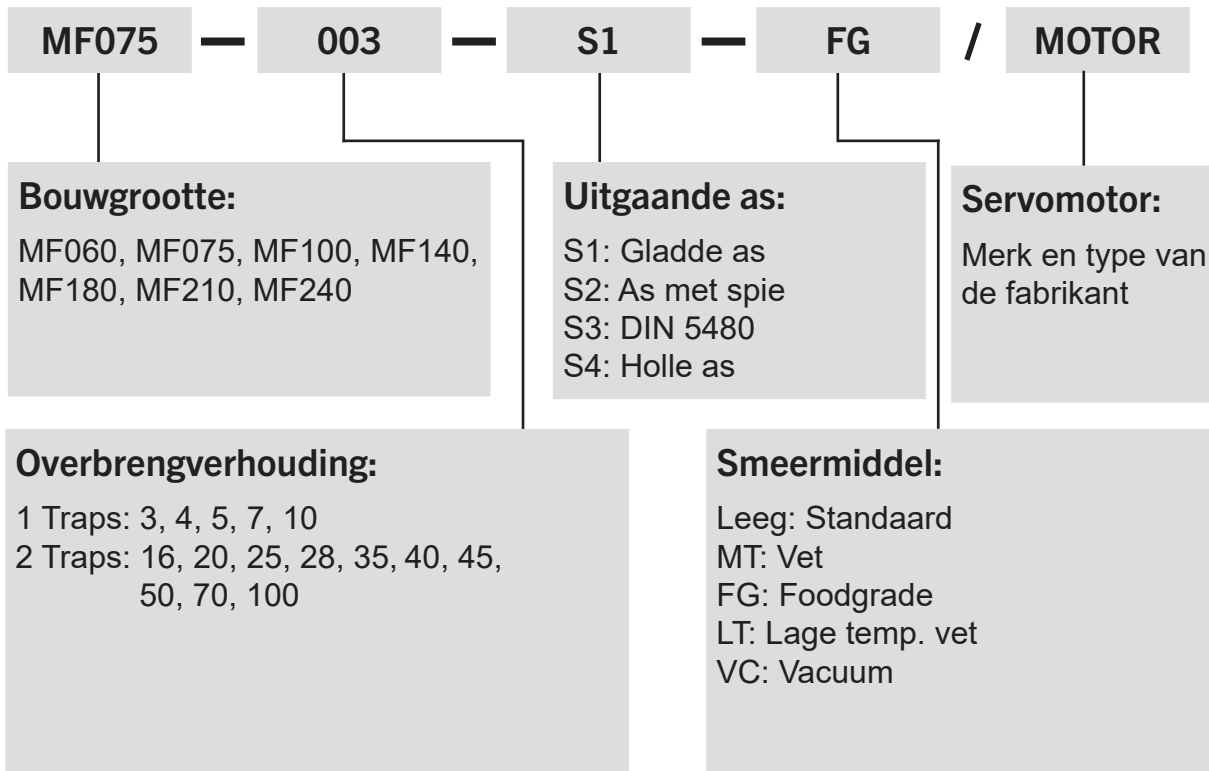 MF075 — 003 — S1 — FG / MOTOR
Bouwgrootte:
MF060, MF075, MF100, MF140,
MF180, MF210, MF240
Uitgaande as:
S1: Gladde as
S2: As met spie
S3: DIN 5480
S4: Holle as
Servomotor:
Merk en type van
de fabrikant
Overbrengverhouding:
1 Traps: 3, 4, 5, 7, 10
2 Traps: 16, 20, 25, 28, 35, 40, 45,
50, 70, 100
Smeermiddel:
Leeg: Standaard
MT: Vet
FG: Foodgrade
LT: Lage temp. vet
VC: Vacuum